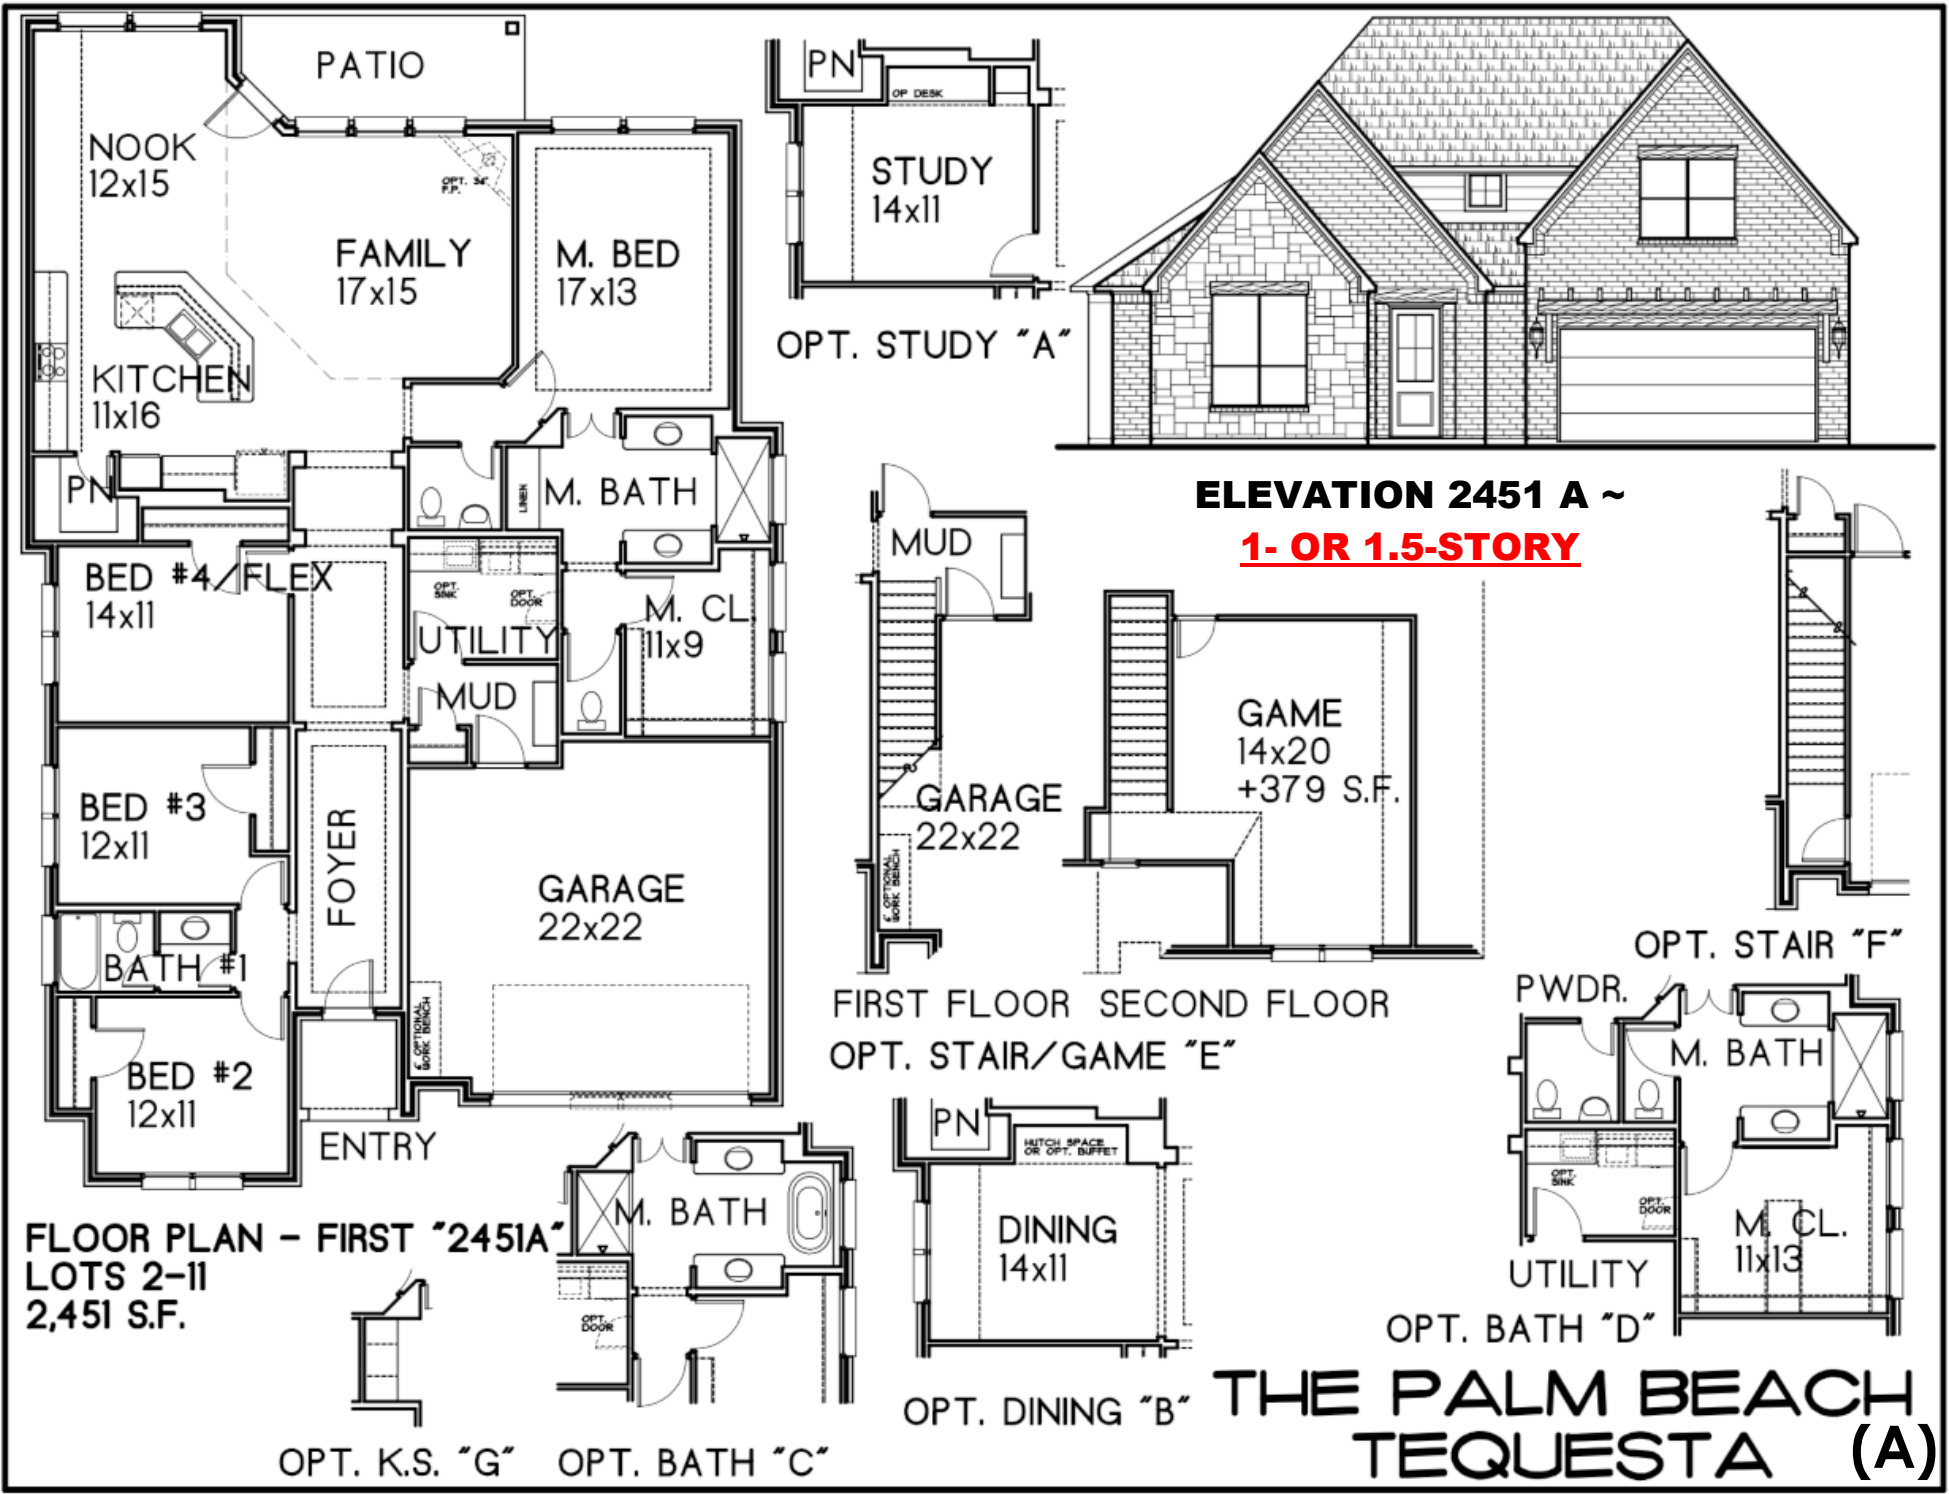 PATIO
NOOK
12x15
OPT. 36"
F.P.
FAMILY
17x15
M. BED
17x13
KITCHEN
11x16
PN
LINEN
M. BATH
BED #4/FLEX
14x11
OPT.
SINK
OPT.
DOOR
UTILITY
M. CL.
11x9
MUD
BED #3
12x11
FOYER
GARAGE
22x22
BATH #1
6' OPTIONAL
WORK BENCH
BED #2
12x11
ENTRY
FLOOR PLAN - FIRST "2451A"
LOTS 2-11
2,451 S.F.
PN
OP DESK
STUDY
14x11
OPT. STUDY "A"
ELEVATION 2451 A ~
1- OR 1.5-STORY
MUD
GARAGE
22x22
6' OPTIONAL
WORK BENCH
GAME
14x20
+379 S.F.
FIRST FLOOR SECOND FLOOR
OPT. STAIR/GAME "E"
OPT. STAIR "F"
PWDR.
M. BATH
OPT.
SINK
OPT.
DOOR
M. CL.
11x13
UTILITY
OPT. BATH "D"
PN
HUTCH SPACE
OR OPT. BUFFET
DINING
14x11
OPT. DINING "B"
M. BATH
OPT.
DOOR
OPT. BATH "C"
OPT. K.S. "G"
THE PALM BEACH
TEQUESTA (A)